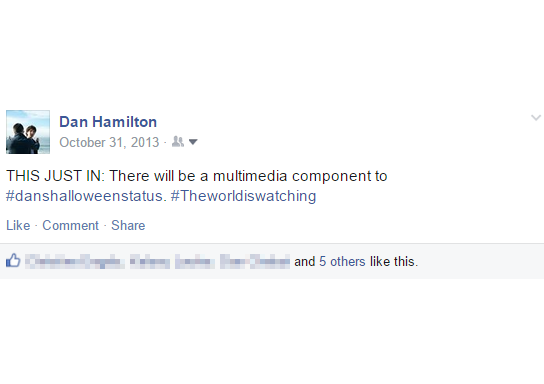 Dan Hamilton
October 31, 2013 ·
THIS JUST IN: There will be a multimedia component to
#danshalloweenstatus. #Theworldiswatching
Like · Comment · Share
and 5 others like this.